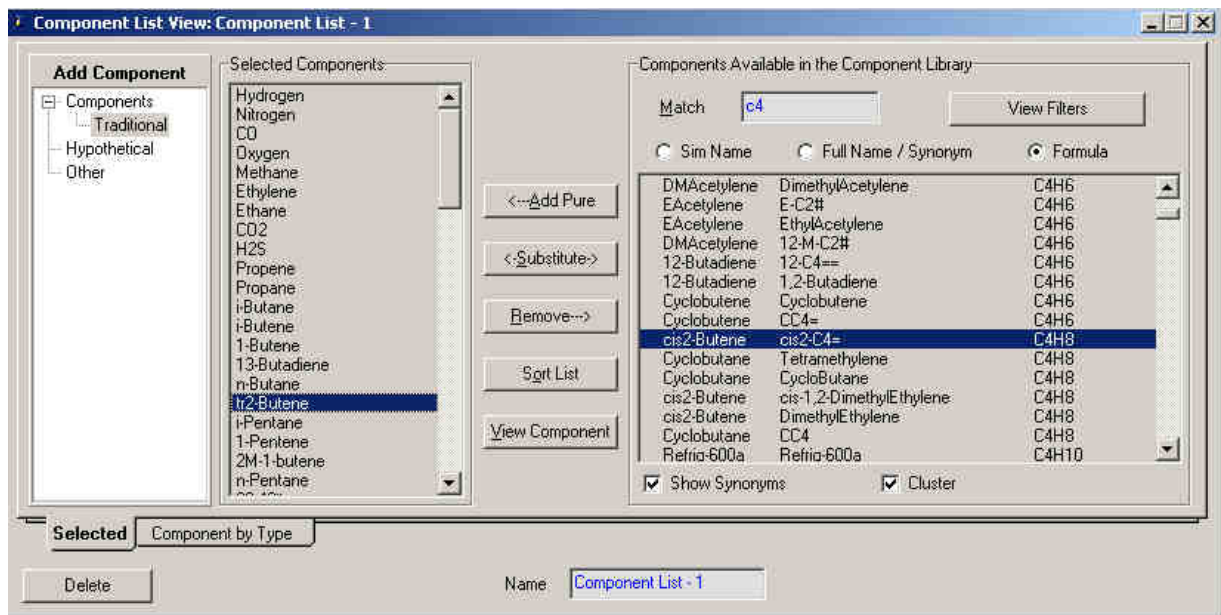 Component List View: Component List - 1
Add Component
Components
Traditional
Hypothetical
Other
Selected Components
Hydrogen
Nitrogen
CO
Oxygen
Methane
Ethylene
Ethane
CO2
H2S
Propene
Propane
i-Butane
i-Butene
1-Butene
13-Butadiene
n-Butane
tr2-Butene
i-Pentane
1-Pentene
2M-1-butene
n-Pentane
<---Add Pure
<-Substitute->
Remove--->
Sort List
View Component
Components Available in the Component Library
Match c4 View Filters
Sim Name Full Name / Synonym Formula
DMAcetylene DimethylAcetylene C4H6
EAcetylene E-C2# C4H6
EAcetylene EthylAcetylene C4H6
DMAcetylene 12-M-C2# C4H6
12-Butadiene 12-C4== C4H6
12-Butadiene 1,2-Butadiene C4H6
Cyclobutene Cyclobutene C4H6
Cyclobutene CC4= C4H6
cis2-Butene cis2-C4= C4H8
Cyclobutane Tetramethylene C4H8
Cyclobutane CycloButane C4H8
cis2-Butene cis-1,2-DimethylEthylene C4H8
cis2-Butene DimethylEthylene C4H8
Cyclobutane CC4 C4H8
Refrig-600a Refrig-600a C4H10
Show Synonyms Cluster
Selected Component by Type
Delete Name Component List - 1